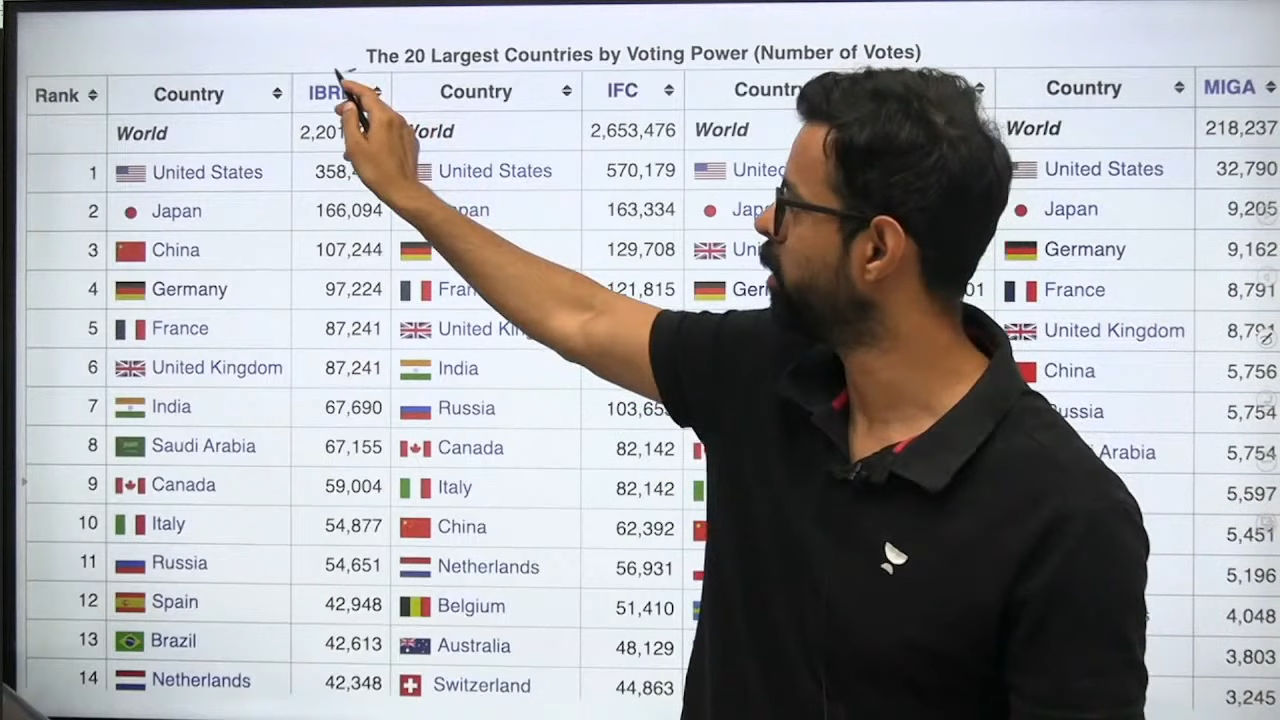 The 20 Largest Countries by Voting Power (Number of Votes)
Rank Country Country IFC Country MIGA
World 2,653,476 World World 218,237
1 United States United States 570,179 32,790 United States
2 Japan 166,094 163,334 Japan 9,205
3 China 107,244 129,708 Germany 9,162
4 Germany 97,224 121,815 France 8,791
5 France 87,241 United France 8,791 United Kingdom
6 United Kingdom 87,241 India China 5,756
7 India 67,690 Russia 5,754
8 Saudi Arabia 67,155 Canada 82,142 Arabia 5,754
9 Canada 59,004 Italy 82,142 5,597
10 Italy 54,877 China 62,392 5,451
11 Russia 54,651 Netherlands 56,931 5,196
12 Spain 42,948 Belgium 51,410 4,048
13 Brazil 42,613 Australia 48,129 3,803
14 Netherlands 42,348 Switzerland 44,863 3,245